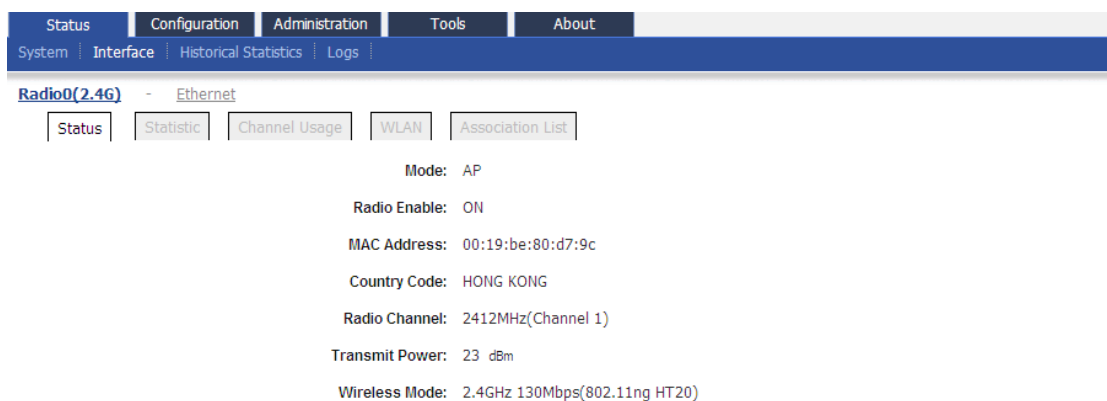 Status Configuration Administration Tools About
System Interface Historical Statistics Logs
Radio0(2.4G) - Ethernet
Status Statistic Channel Usage WLAN Association List
Mode: AP
Radio Enable: ON
MAC Address: 00:19:be:80:d7:9c
Country Code: HONG KONG
Radio Channel: 2412MHz(Channel 1)
Transmit Power: 23 dBm
Wireless Mode: 2.4GHz 130Mbps(802.11ng HT20)